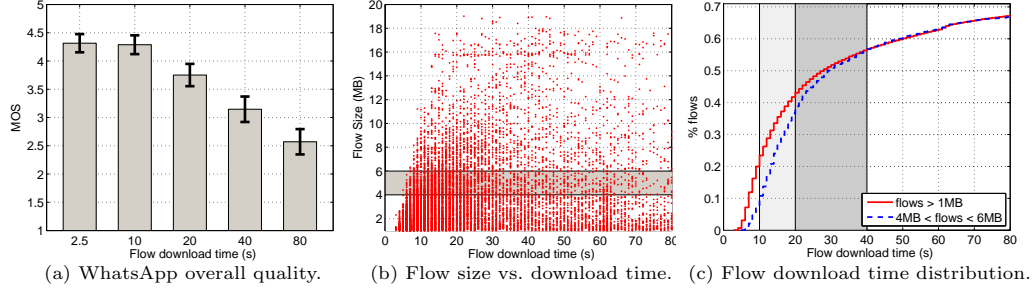 5
4.5
4
3.5
3
2.5
2
1.5
1
MOS
2.5 10 20 40 80
Flow download time (s)
(a) WhatsApp overall quality.
20
18
16
14
12
10
8
6
4
2
Flow Size (MB)
0 10 20 30 40 50 60 70 80
Flow download time (s)
(b) Flow size vs. download time.
0.7
0.6
0.5
0.4
0.3
0.2
0.1
0
% flows
0 10 20 30 40 50 60 70 80
flows > 1MB
4MB < flows < 6MB
Flow download time (s)
(c) Flow download time distribution.